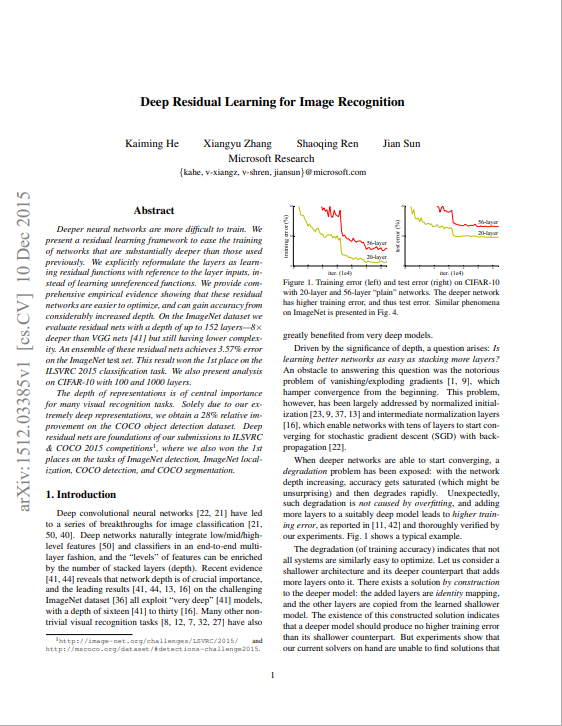 Deep Residual Learning for Image Recognition
Kaiming He Xiangyu Zhang Shaoqing Ren Jian Sun
Microsoft Research
{kahe, v-xiangz, v-shren, jiansun}@microsoft.com
arXiv:1512.03385v1 [cs.CV] 10 Dec 2015
Abstract
Deeper neural networks are more difficult to train. We
present a residual learning framework to ease the training
of networks that are substantially deeper than those used
previously. We explicitly reformulate the layers as learn-
ing residual functions with reference to the layer inputs, in-
stead of learning unreferenced functions. We provide com-
prehensive empirical evidence showing that these residual
networks are easier to optimize, and can gain accuracy from
considerably increased depth. On the ImageNet dataset we
evaluate residual nets with a depth of up to 152 layers—8×
deeper than VGG nets [41] but still having lower complex-
ity. An ensemble of these residual nets achieves 3.57% error
on the ImageNet test set. This result won the 1st place on the
ILSVRC 2015 classification task. We also present analysis
on CIFAR-10 with 100 and 1000 layers.
The depth of representations is of central importance
for many visual recognition tasks. Solely due to our ex-
tremely deep representations, we obtain a 28% relative im-
provement on the COCO object detection dataset. Deep
residual nets are foundations of our submissions to ILSVRC
& COCO 2015 competitions1, where we also won the 1st
places on the tasks of ImageNet detection, ImageNet local-
ization, COCO detection, and COCO segmentation.
1. Introduction
Deep convolutional neural networks [22, 21] have led
to a series of breakthroughs for image classification [21,
50, 40]. Deep networks naturally integrate low/mid/high-
level features [50] and classifiers in an end-to-end multi-
layer fashion, and the “levels” of features can be enriched
by the number of stacked layers (depth). Recent evidence
[41, 44] reveals that network depth is of crucial importance,
and the leading results [41, 44, 13, 16] on the challenging
ImageNet dataset [36] all exploit “very deep” [41] models,
with a depth of sixteen [41] to thirty [16]. Many other non-
trivial visual recognition tasks [8, 12, 7, 32, 27] have also
1http://image-net.org/challenges/LSVRC/2015/ and
http://mscoco.org/dataset/#detections-challenge2015.
training error (%)
56-layer
20-layer
iter. (1e4)
test error (%)
56-layer
20-layer
iter. (1e4)
Figure 1. Training error (left) and test error (right) on CIFAR-10
with 20-layer and 56-layer “plain” networks. The deeper network
has higher training error, and thus test error. Similar phenomena
on ImageNet is presented in Fig. 4.
greatly benefited from very deep models.
Driven by the significance of depth, a question arises: Is
learning better networks as easy as stacking more layers?
An obstacle to answering this question was the notorious
problem of vanishing/exploding gradients [1, 9], which
hamper convergence from the beginning. This problem,
however, has been largely addressed by normalized initial-
ization [23, 9, 37, 13] and intermediate normalization layers
[16], which enable networks with tens of layers to start con-
verging for stochastic gradient descent (SGD) with back-
propagation [22].
When deeper networks are able to start converging, a
degradation problem has been exposed: with the network
depth increasing, accuracy gets saturated (which might be
unsurprising) and then degrades rapidly. Unexpectedly,
such degradation is not caused by overfitting, and adding
more layers to a suitably deep model leads to higher train-
ing error, as reported in [11, 42] and thoroughly verified by
our experiments. Fig. 1 shows a typical example.
The degradation (of training accuracy) indicates that not
all systems are similarly easy to optimize. Let us consider a
shallower architecture and its deeper counterpart that adds
more layers onto it. There exists a solution by construction
to the deeper model: the added layers are identity mapping,
and the other layers are copied from the learned shallower
model. The existence of this constructed solution indicates
that a deeper model should produce no higher training error
than its shallower counterpart. But experiments show that
our current solvers on hand are unable to find solutions that
1